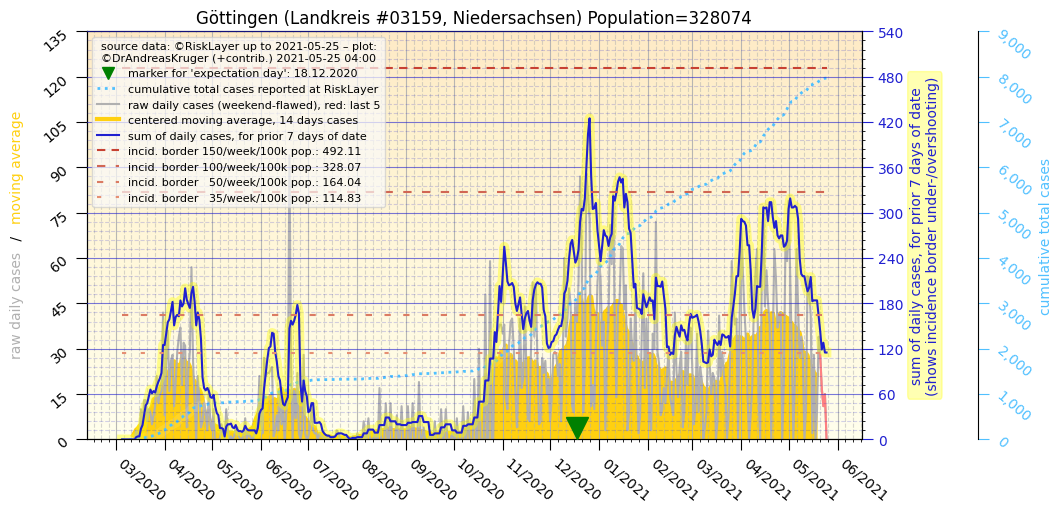 Göttingen (Landkreis #03159, Niedersachsen) Population=328074
source data: ©RiskLayer up to 2021-05-25 – plot:
©DrAndreasKruger (+contrib.) 2021-05-25 04:00
marker for 'expectation day': 18.12.2020
cumulative total cases reported at RiskLayer
raw daily cases (weekend-flawed), red: last 5
centered moving average, 14 days cases
sum of daily cases, for prior 7 days of date
incid. border 150/week/100k pop.: 492.11
incid. border 100/week/100k pop.: 328.07
incid. border 50/week/100k pop.: 164.04
incid. border 35/week/100k pop.: 114.83
raw daily cases / moving average
135
120
105
90
75
60
45
30
15
0
540
480
420
360
300
240
180
120
60
0
sum of daily cases, for prior 7 days of date
(shows incidence border under-/overshooting)
9,000
8,000
7,000
6,000
5,000
4,000
3,000
2,000
1,000
0
cumulative total cases
03/2020
04/2020
05/2020
06/2020
07/2020
08/2020
09/2020
10/2020
11/2020
12/2020
01/2021
02/2021
03/2021
04/2021
05/2021
06/2021